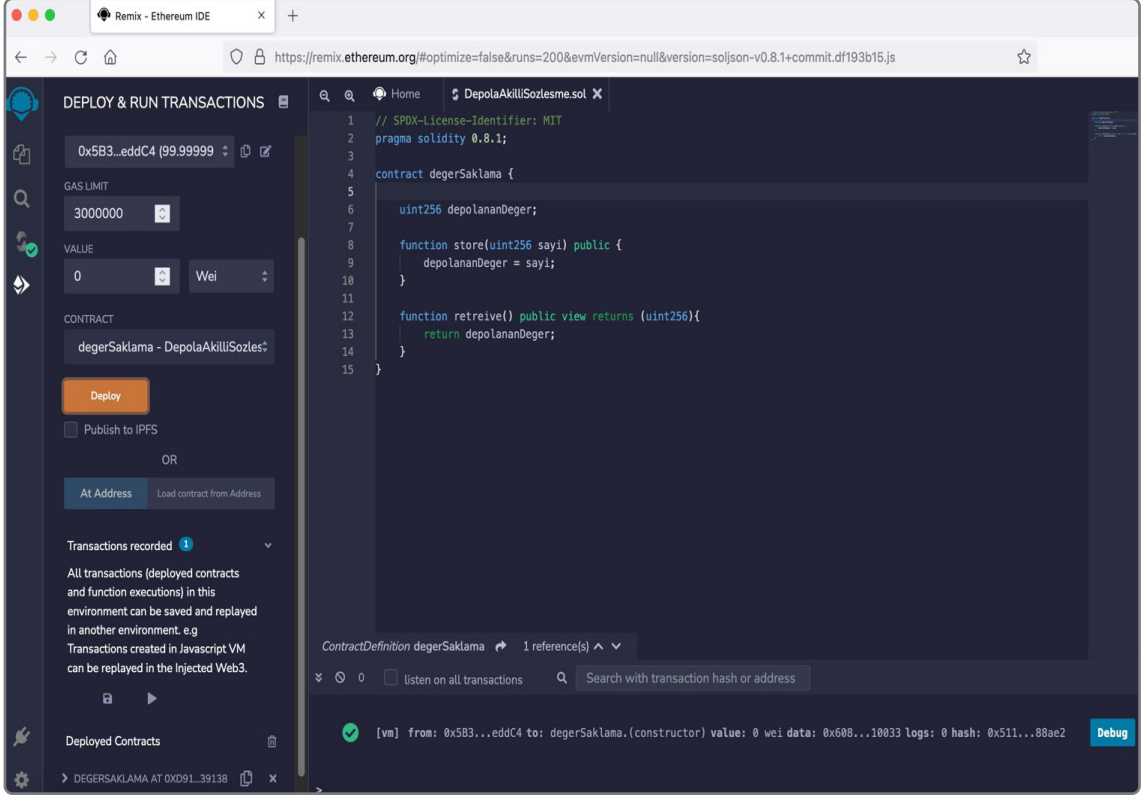 Remix - Ethereum IDE
https://remix.ethereum.org/#optimize=false&runs=200&evmVersion=null&version=soljson-v0.8.1+commit.df193b15.js
DEPLOY & RUN TRANSACTIONS
0x5B3...eddC4 (99.99999
GAS LIMIT
3000000
VALUE
0
Wei
CONTRACT
degerSaklama - DepolaAkilliSozles
Deploy
Publish to IPFS
OR
At Address
Load contract from Address
Transactions recorded 1
All transactions (deployed contracts
and function executions) in this
environment can be saved and replayed
in another environment. e.g
Transactions created in Javascript VM
can be replayed in the Injected Web3.
Deployed Contracts
DEGERSAKLAMA AT 0XD91...39138
Home
DepolaAkilliSozlesme.sol
1 // SPDX-License-Identifier: MIT
2 pragma solidity 0.8.1;
3
4 contract degerSaklama {
5
6 uint256 depolananDeger;
7
8 function store(uint256 sayi) public {
9 depolananDeger = sayi;
10 }
11
12 function retreive() public view returns (uint256){
13 return depolananDeger;
14 }
15 }
ContractDefinition degerSaklama 1 reference(s)
0 listen on all transactions
Search with transaction hash or address
[vm] from: 0x5B3...eddC4 to: degerSaklama.(constructor) value: 0 wei data: 0x608...10033 logs: 0 hash: 0x511...88ae2
Debug
>